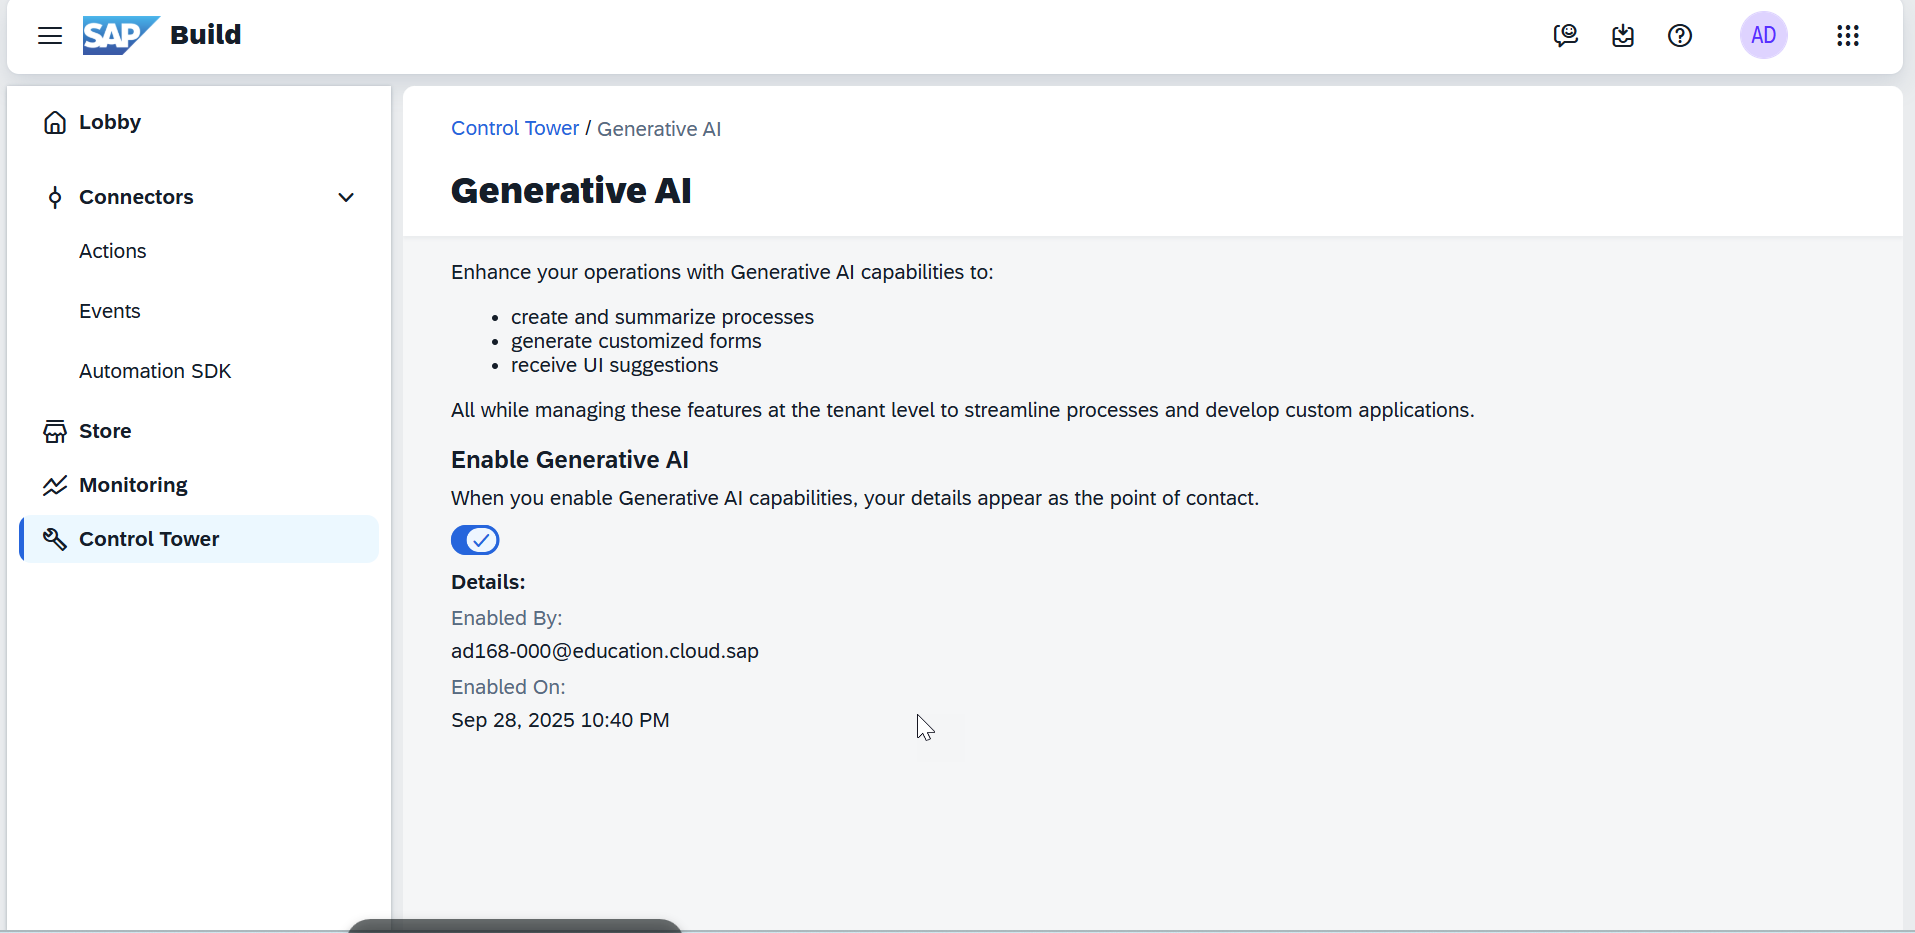 SAP Build
AD
Lobby
Connectors
Actions
Events
Automation SDK
Store
Monitoring
Control Tower
Control Tower / Generative AI
Generative AI
Enhance your operations with Generative AI capabilities to:
• create and summarize processes
• generate customized forms
• receive UI suggestions
All while managing these features at the tenant level to streamline processes and develop custom applications.
Enable Generative AI
When you enable Generative AI capabilities, your details appear as the point of contact.
Details:
Enabled By:
ad168-000@education.cloud.sap
Enabled On:
Sep 28, 2025 10:40 PM